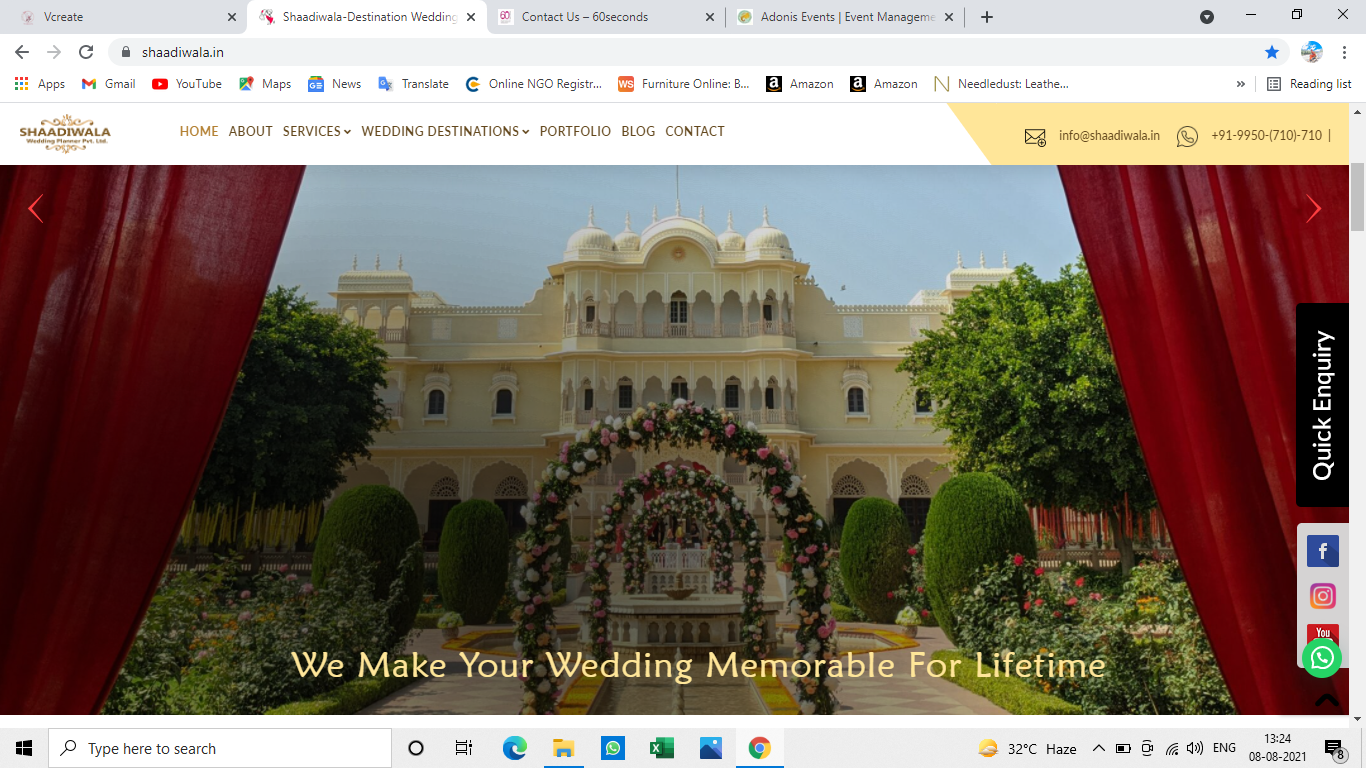 Vcreate
Shaadiwala-Destination Wedding
Contact Us – 60seconds
Adonis Events | Event Manageme
shaadiwala.in
Apps
Gmail
YouTube
Maps
News
Translate
Online NGO Registr...
Furniture Online: B...
Amazon
Amazon
Needledust: Leathe...
»
Reading list
SHAADIWALA
Wedding Planner Pvt. Ltd.
HOME
ABOUT
SERVICES
WEDDING DESTINATIONS
PORTFOLIO
BLOG
CONTACT
info@shaadiwala.in
+91-9950-(710)-710 |
Quick Enquiry
You
We Make Your Wedding Memorable For Lifetime
Type here to search
32°C Haze
ENG
13:24
08-08-2021
8